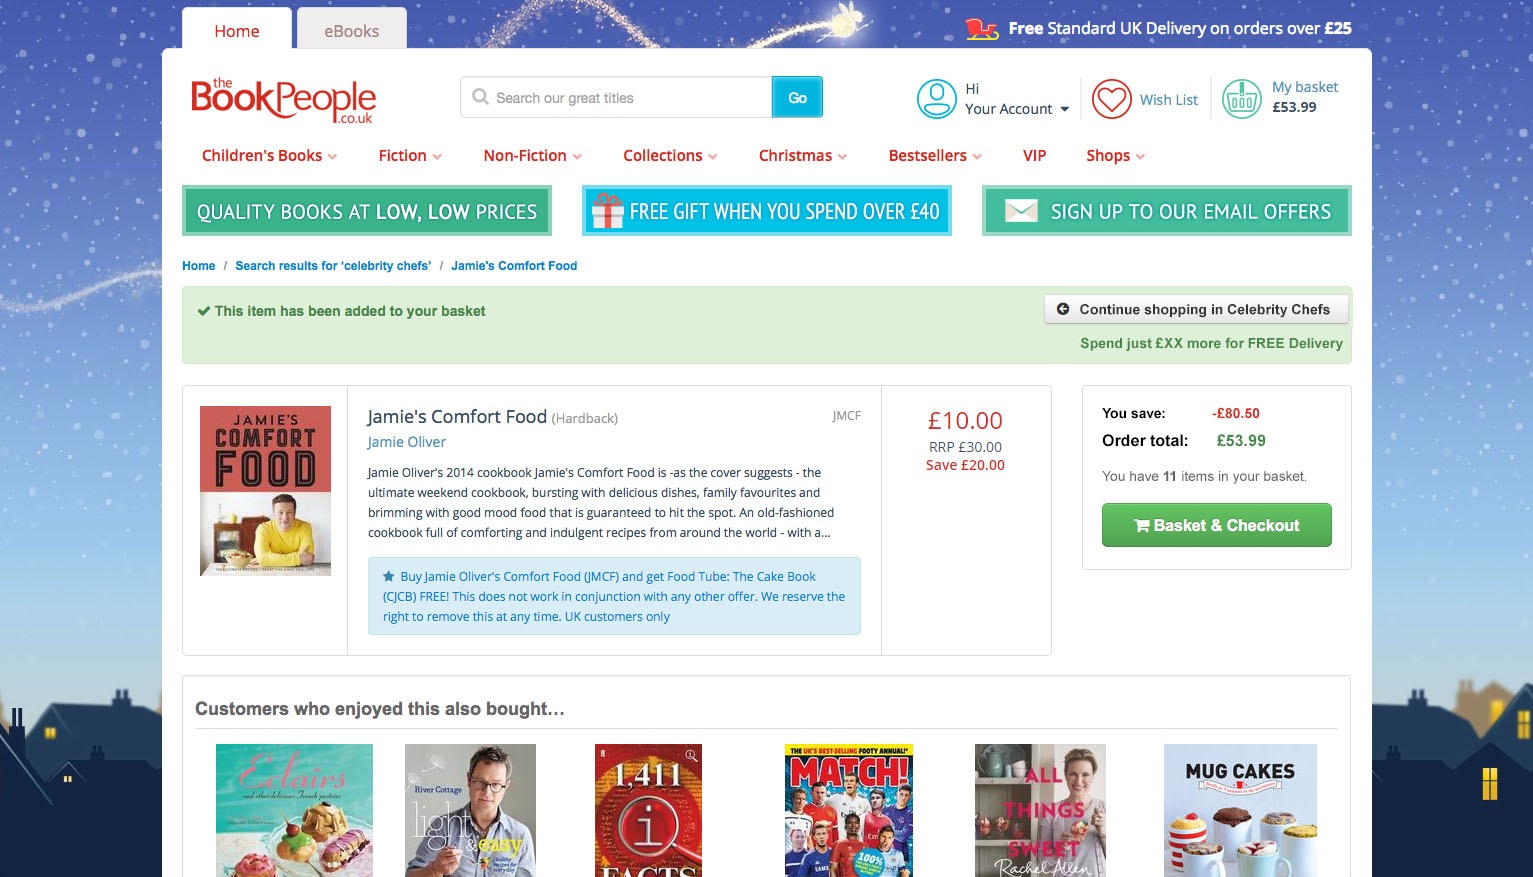 Home
eBooks
Free Standard UK Delivery on orders over £25
the
BookPeople
.co.uk
Search our great titles
Go
Hi
Your Account
Wish List
My basket
£53.99
Children's Books
Fiction
Non-Fiction
Collections
Christmas
Bestsellers
VIP
Shops
QUALITY BOOKS AT LOW, LOW PRICES
FREE GIFT WHEN YOU SPEND OVER £40
SIGN UP TO OUR EMAIL OFFERS
Home / Search results for ‘celebrity chefs’ / Jamie's Comfort Food
This item has been added to your basket
Continue shopping in Celebrity Chefs
Spend just £XX more for FREE Delivery
JAMIE'S
COMFORT
FOOD
Jamie's Comfort Food (Hardback)
JMCF
Jamie Oliver
Jamie Oliver's 2014 cookbook Jamie's Comfort Food is -as the cover suggests - the
ultimate weekend cookbook, bursting with delicious dishes, family favourites and
brimming with good mood food that is guaranteed to hit the spot. An old-fashioned
cookbook full of comforting and indulgent recipes from around the world - with a...
Buy Jamie Oliver's Comfort Food (JMCF) and get Food Tube: The Cake Book
(CJCB) FREE! This does not work in conjunction with any other offer. We reserve the
right to remove this at any time. UK customers only
£10.00
RRP £30.00
Save £20.00
You save: -£80.50
Order total: £53.99
You have 11 items in your basket.
Basket & Checkout
Customers who enjoyed this also bought…
Eclairs
and other delicious French pastries
River Cottage
light
& easy
Healthy
recipes for
every day
1,411
i
FACTS
THE UK'S BEST-SELLING FOOTY ANNUAL!*
MATCH!
100%
ALL
THINGS
SWEET
Rachel Allen
MUG CAKES